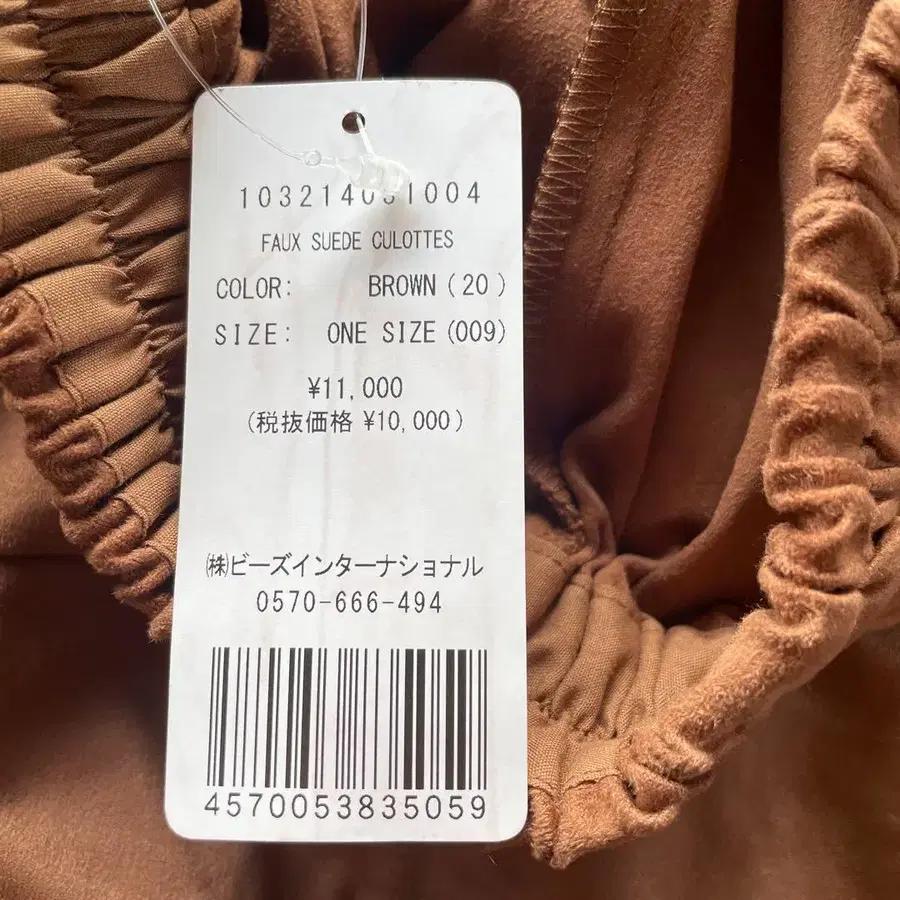 FAUX SUEDE CULOTTES
COLOR: BROWN(20)
SIZE: ONE SIZE(009)
¥11,000
(税抜価格 ¥10,000)
㈱ビーズインターナショナル
0570-666-494
4570053835059